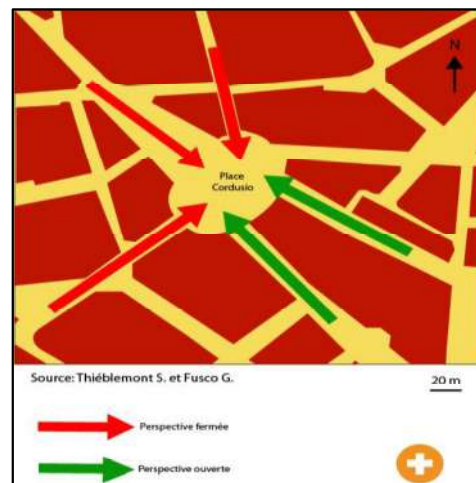 N
Place
Cordusio
Source: Thiéblemont S. et Fusco G.
20 m
Perspective fermée
Perspective ouverte